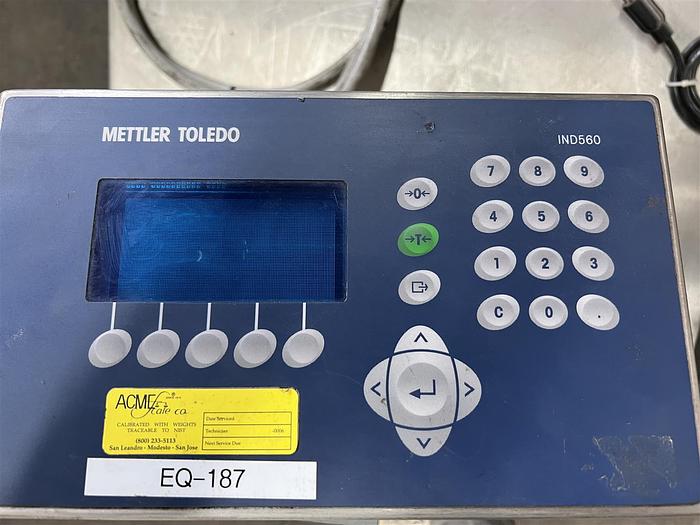 METTLER TOLEDO
IND560
→0←
7 8 9
→T←
4 5 6
1 2 3
C 0 .
ACME Scale co.
CALIBRATED WITH WEIGHTS
TRACEABLE TO NIST
(800) 233-5113
San Leandro - Modesto - San Jose
Date Serviced
Technician -0006
Next Service Due
EQ-187